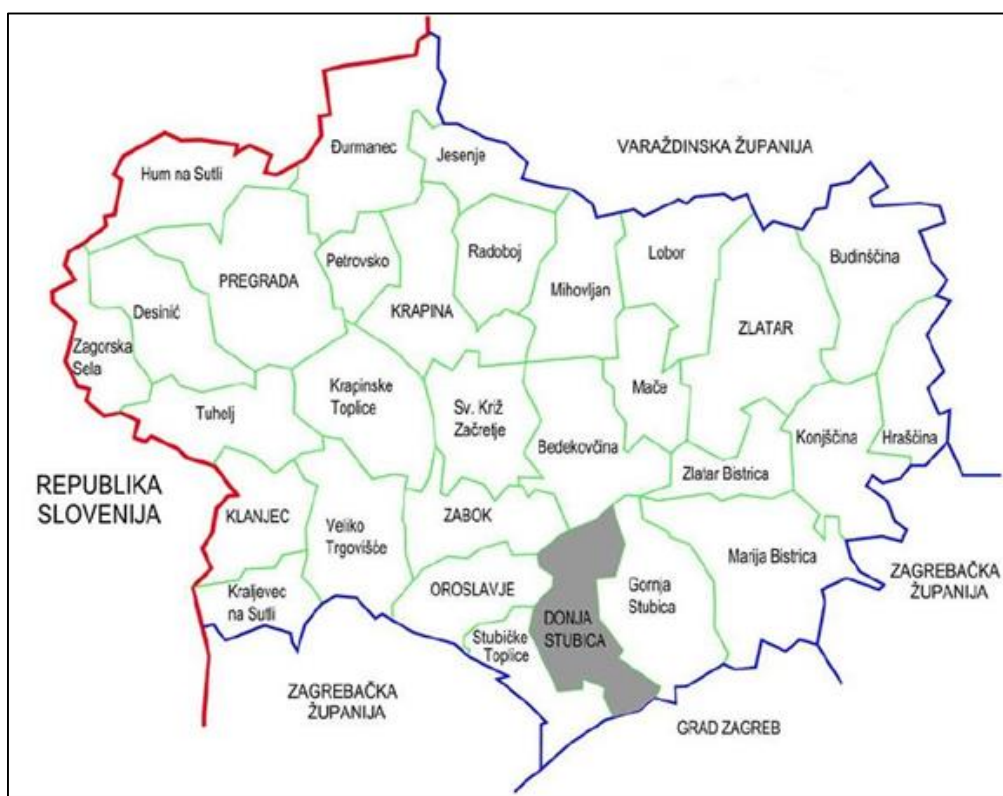 Đurmanec
Jesenje
VARAŽDINSKA ŽUPANIJA
Hum na Sutli
Petrovsko
Radoboj
Lobor
Budinščina
PREGRADA
Mihovljan
Desinić
KRAPINA
ZLATAR
Zagorska
Sela
Krapinske
Toplice
Mače
Tuhelj
Sv. Križ
Začretje
Bedekovčina
Konjščina
Hraščina
Zlatar Bistrica
REPUBLIKA
SLOVENIJA
KLANJEC
Veliko
Trgovišće
ZABOK
Marija Bistrica
ZAGREBAČKA
ŽUPANIJA
Kraljevec
na Sutli
OROSLAVJE
Gornja
Stubica
DONJA
STUBICA
Stubičke
Toplice
ZAGREBAČKA
ŽUPANIJA
GRAD ZAGREB